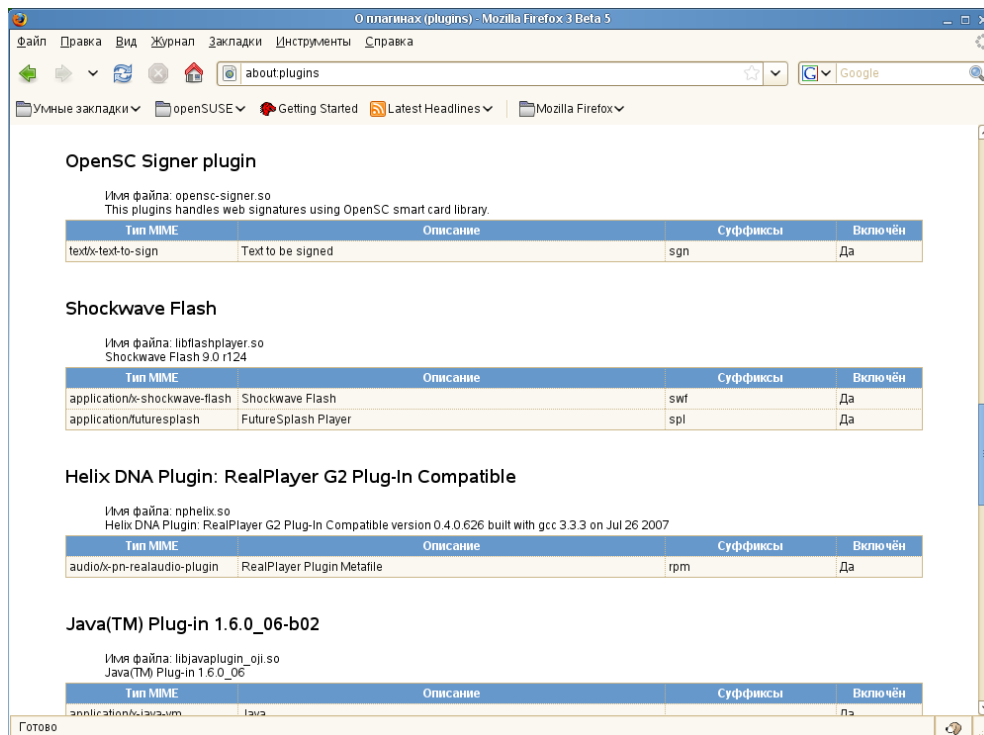 О плагинах (plugins) - Mozilla Firefox 3 Beta 5
Файл Правка Вид Журнал Закладки Инструменты Справка
about:plugins Google
Умные закладки openSUSE Getting Started Latest Headlines Mozilla Firefox
OpenSC Signer plugin
Имя файла: opensc-signer.so
This plugins handles web signatures using OpenSC smart card library.
Тип MIME Описание Суффиксы Включён
text/x-text-to-sign Text to be signed sgn Да
Shockwave Flash
Имя файла: libflashplayer.so
Shockwave Flash 9.0 r124
Тип MIME Описание Суффиксы Включён
application/x-shockwave-flash Shockwave Flash swf Да
application/futuresplash FutureSplash Player spl Да
Helix DNA Plugin: RealPlayer G2 Plug-In Compatible
Имя файла: nphelix.so
Helix DNA Plugin: RealPlayer G2 Plug-In Compatible version 0.4.0.626 built with gcc 3.3.3 on Jul 26 2007
Тип MIME Описание Суффиксы Включён
audio/x-pn-realaudio-plugin RealPlayer Plugin Metafile rpm Да
Java(TM) Plug-in 1.6.0_06-b02
Имя файла: libjavaplugin_oji.so
Java(TM) Plug-in 1.6.0_06
Тип MIME Описание Суффиксы Включён
application/x-java-vm Java Да
Готово